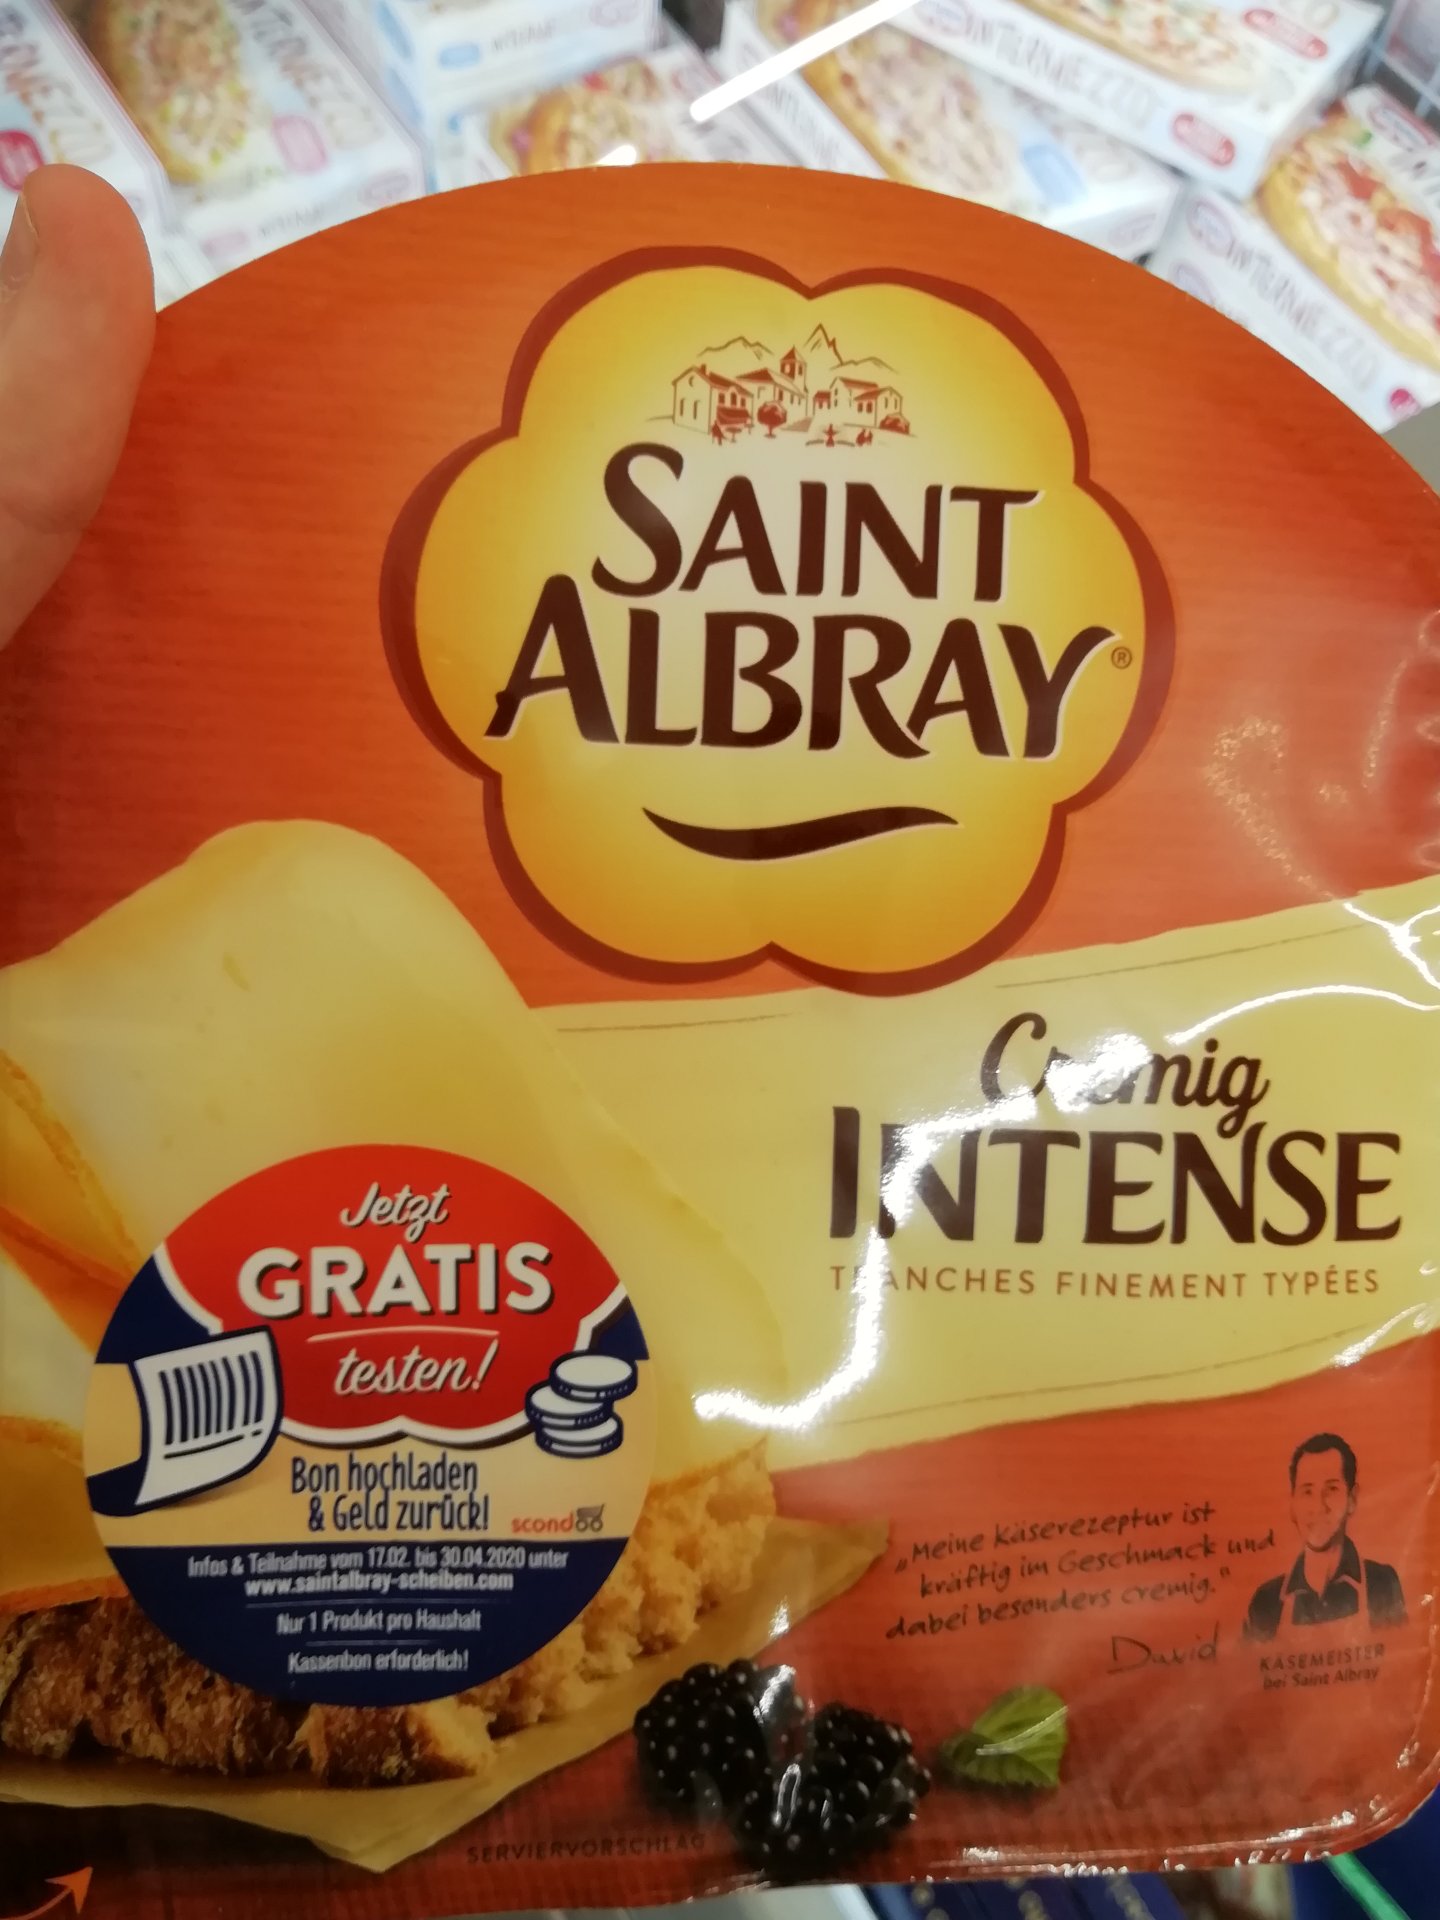 INTERMEZZO
SAINT
ALBRAY®
Cremig
INTENSE
TRANCHES FINEMENT TYPÉES
Jetzt
GRATIS
testen!
Bon hochladen
& Geld zurück!
scondoo
Infos & Teilnahme vom 17.02. bis 30.04.2020 unter
www.saintalbray-scheiben.com
Nur 1 Produkt pro Haushalt
Kassenbon erforderlich!
„Meine Käserezeptur ist
kräftig im Geschmack und
dabei besonders cremig."
David
KÄSEMEISTER
bei Saint Albray
SERVIERVORSCHLAG